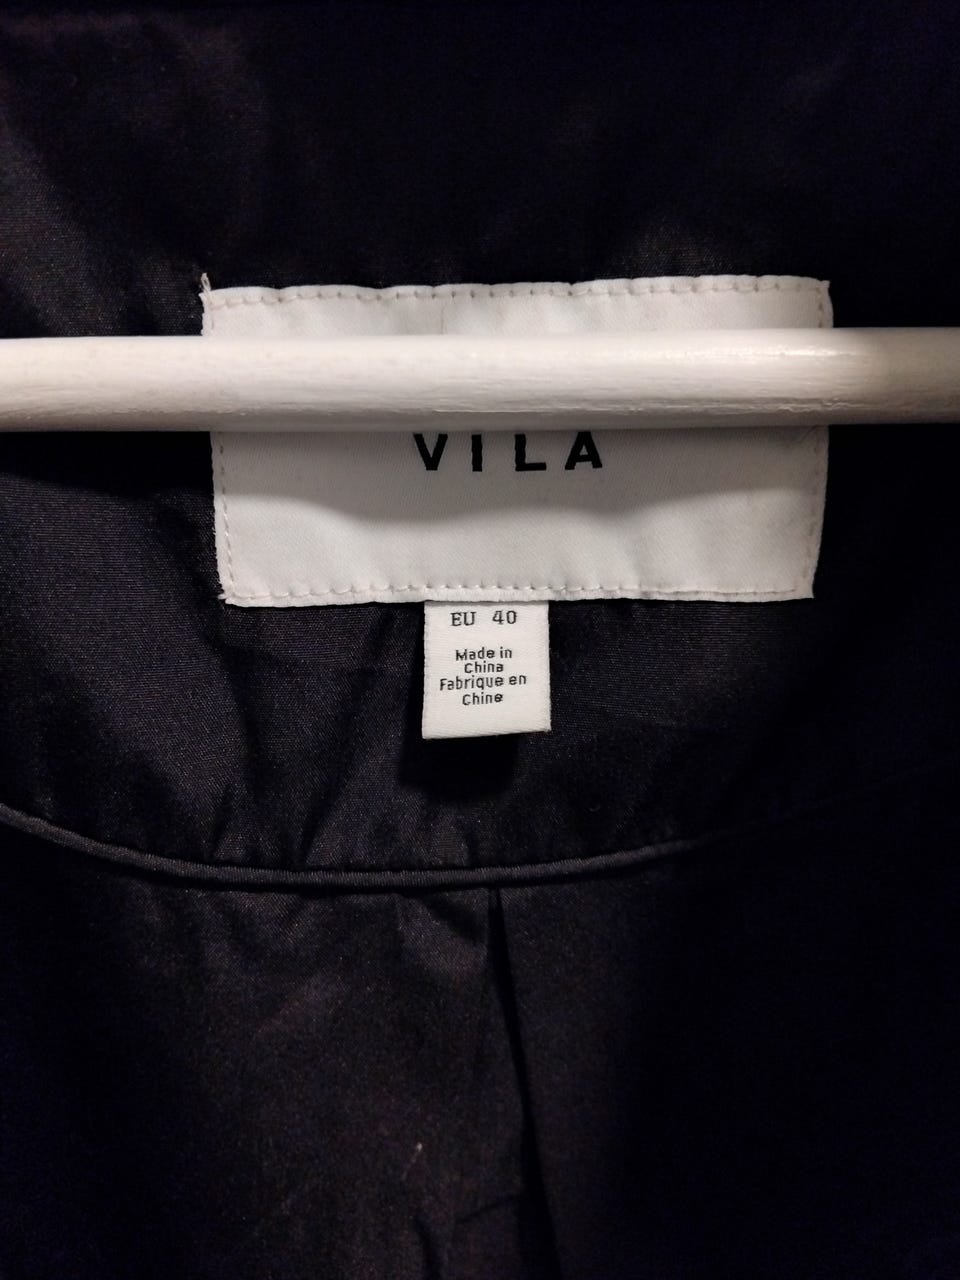 VILA
EU 40
Made in
China
Fabrique en
Chine